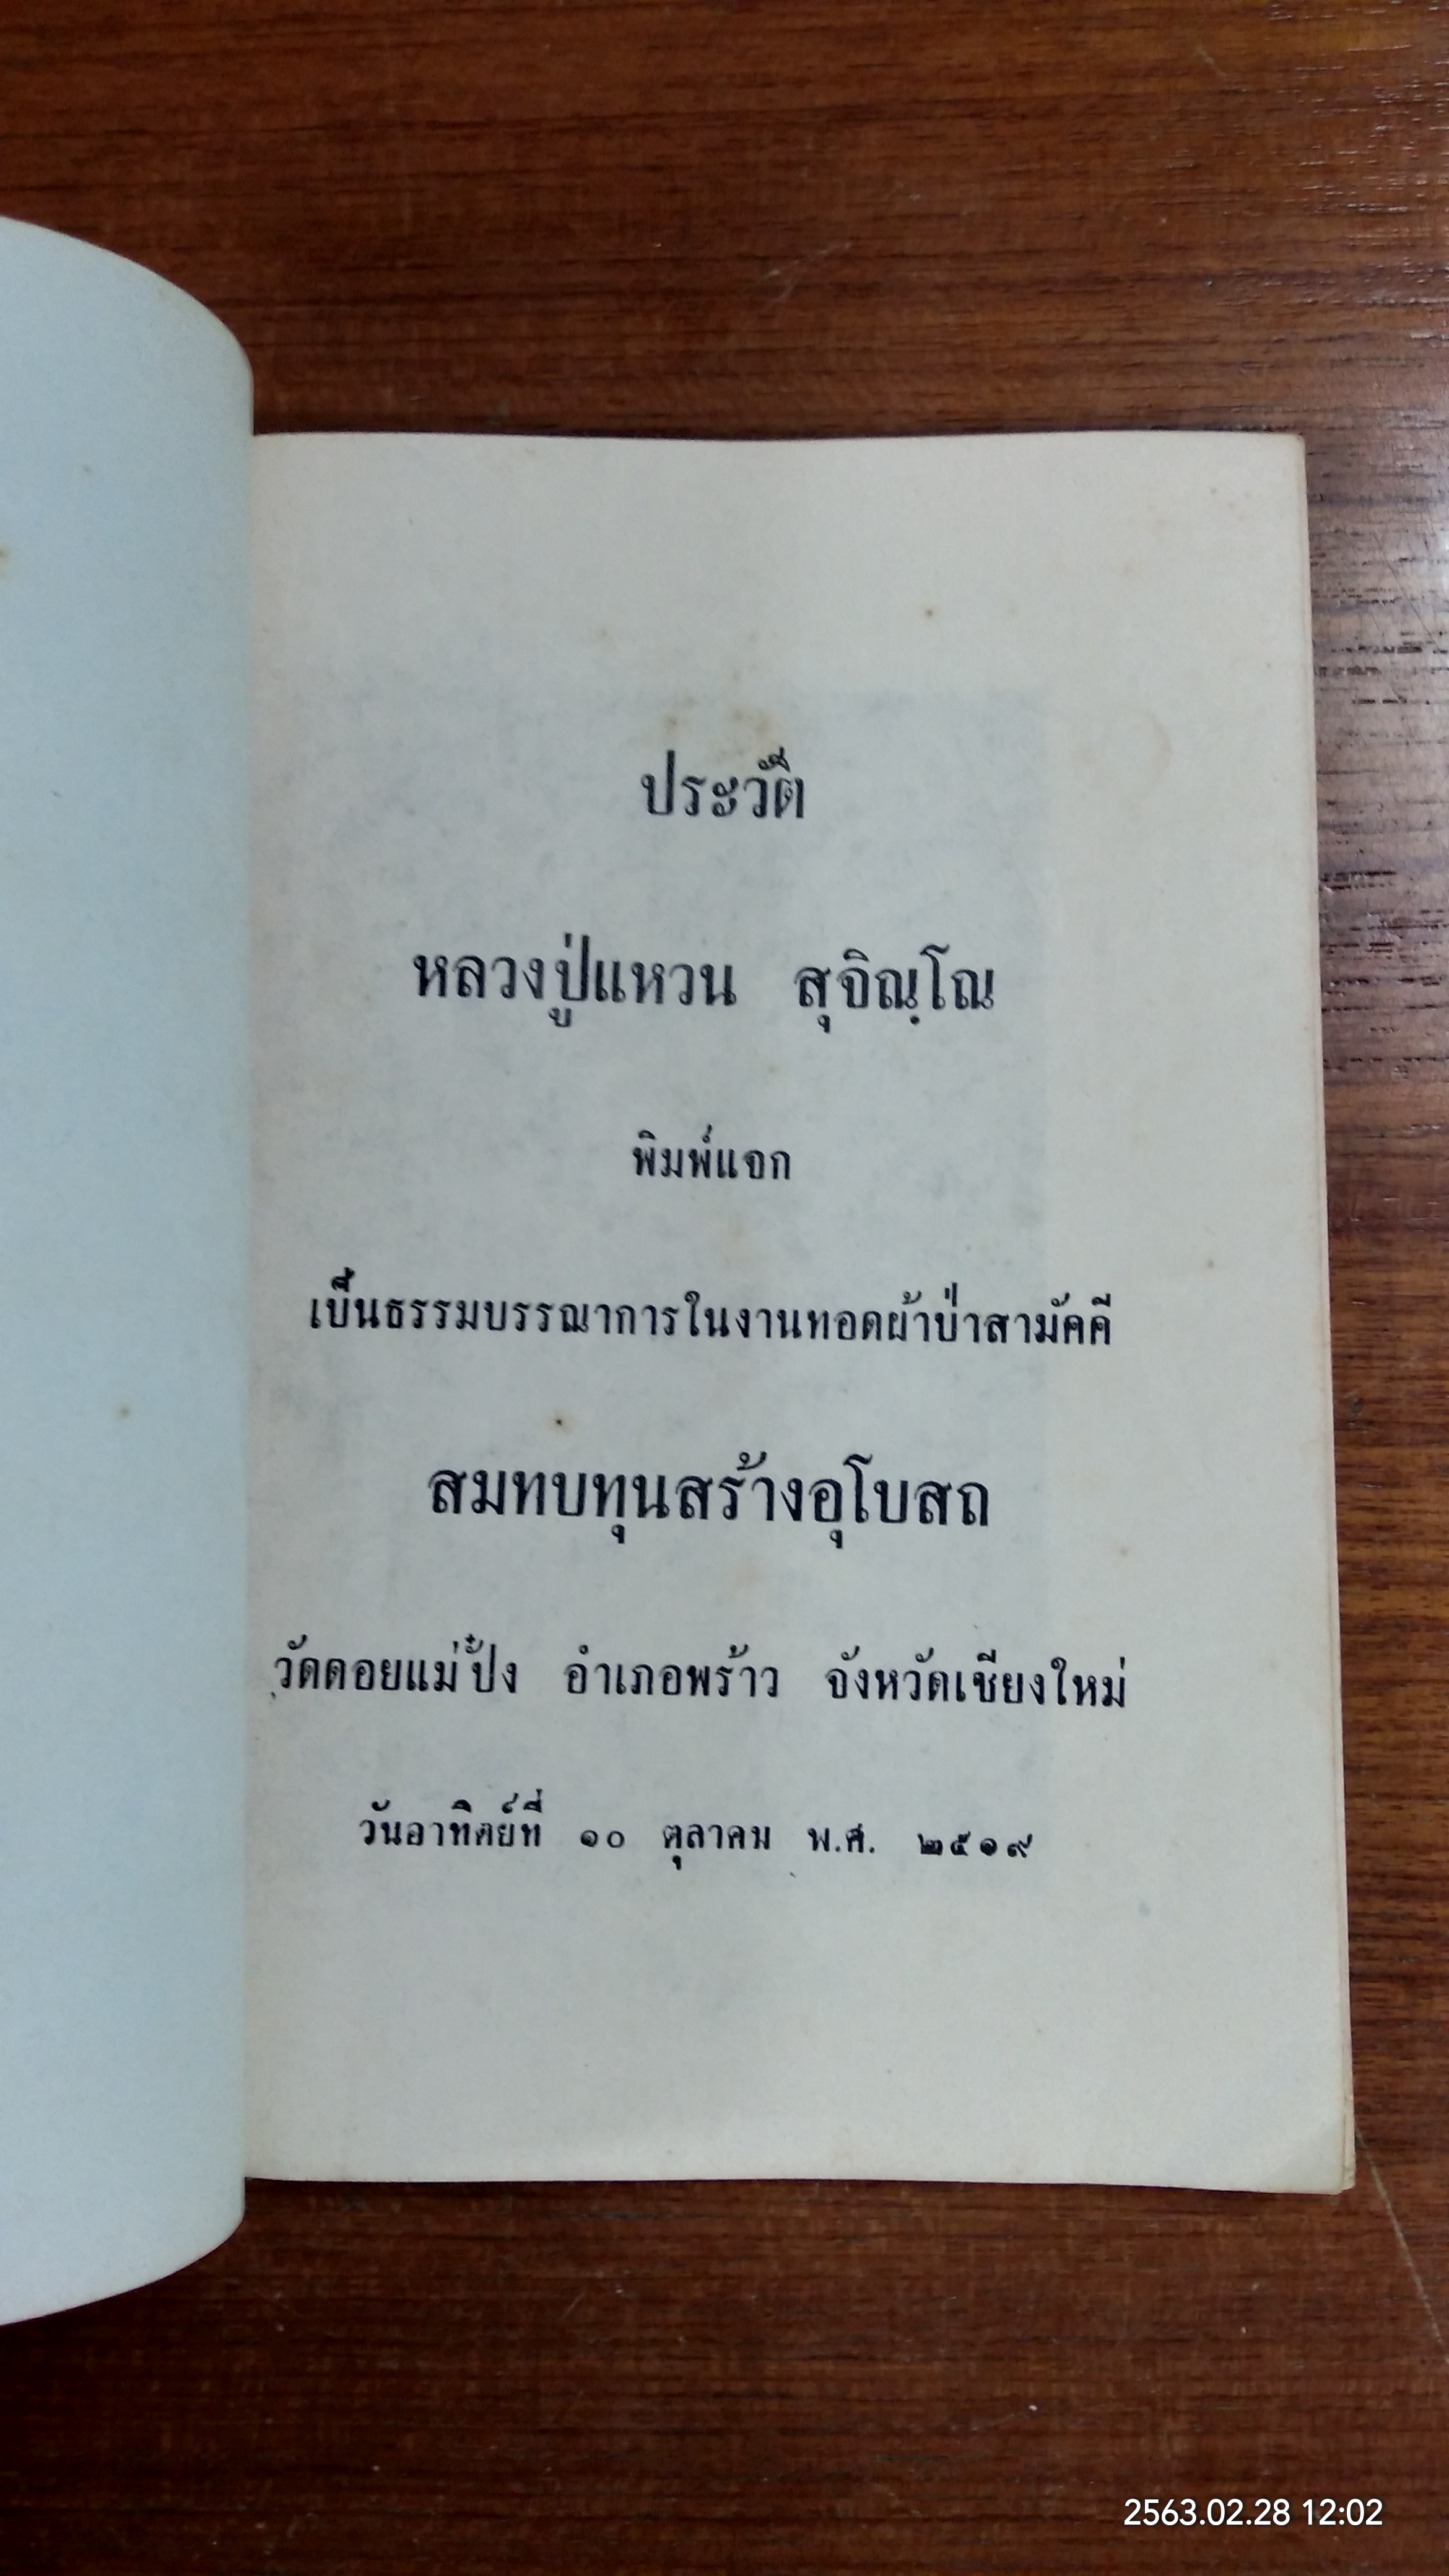 ประวัติ
หลวงปู่แหวน สุจิณฺโณ
พิมพ์แจก
เป็นธรรมบรรณาการในงานทอดผ้าป่าสามัคคี
สมทบทุนสร้างอุโบสถ
วัดดอยแม่ปั๋ง อำเภอพร้าว จังหวัดเชียงใหม่
วันอาทิตย์ที่ ๑๐ ตุลาคม พ.ศ. ๒๕๑๙
2563.02.28 12:02